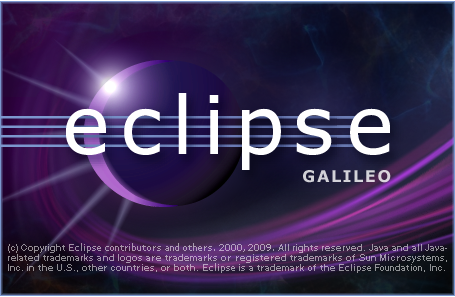 eclipse
GALILEO
(c) Copyright Eclipse contributors and others. 2000, 2009. All rights reserved. Java and all Java-
related trademarks and logos are trademarks or registered trademarks of Sun Microsystems,
Inc. in the U.S., other countries, or both. Eclipse is a trademark of the Eclipse Foundation, Inc.